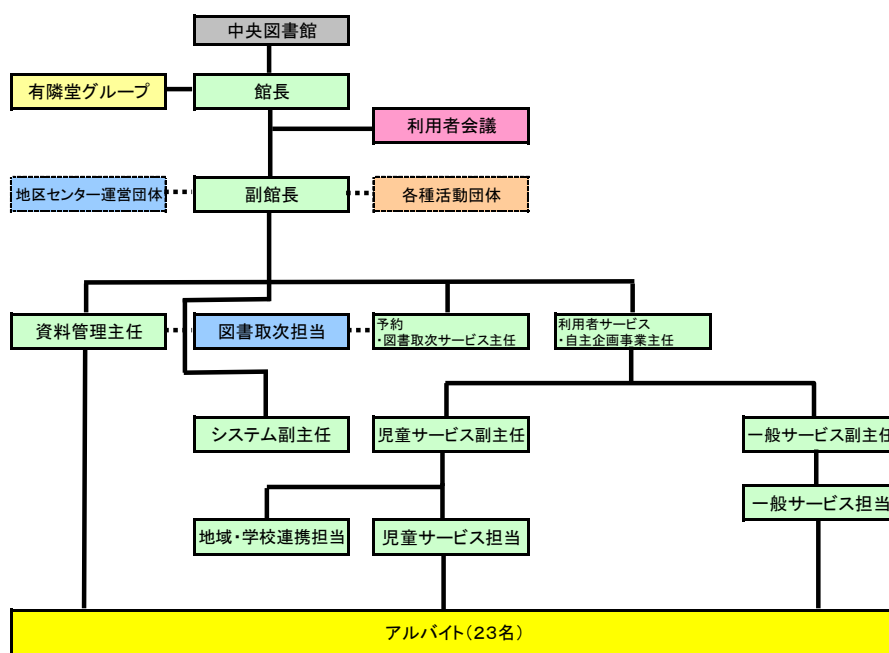 中央図書館
有隣堂グループ
館長
利用者会議
地区センター運営団体
副館長
各種活動団体
資料管理主任
図書取次担当
予約
・図書取次サービス主任
利用者サービス
・自主企画事業主任
システム副主任
児童サービス副主任
一般サービス副主任
一般サービス担当
地域・学校連携担当
児童サービス担当
アルバイト(23名)